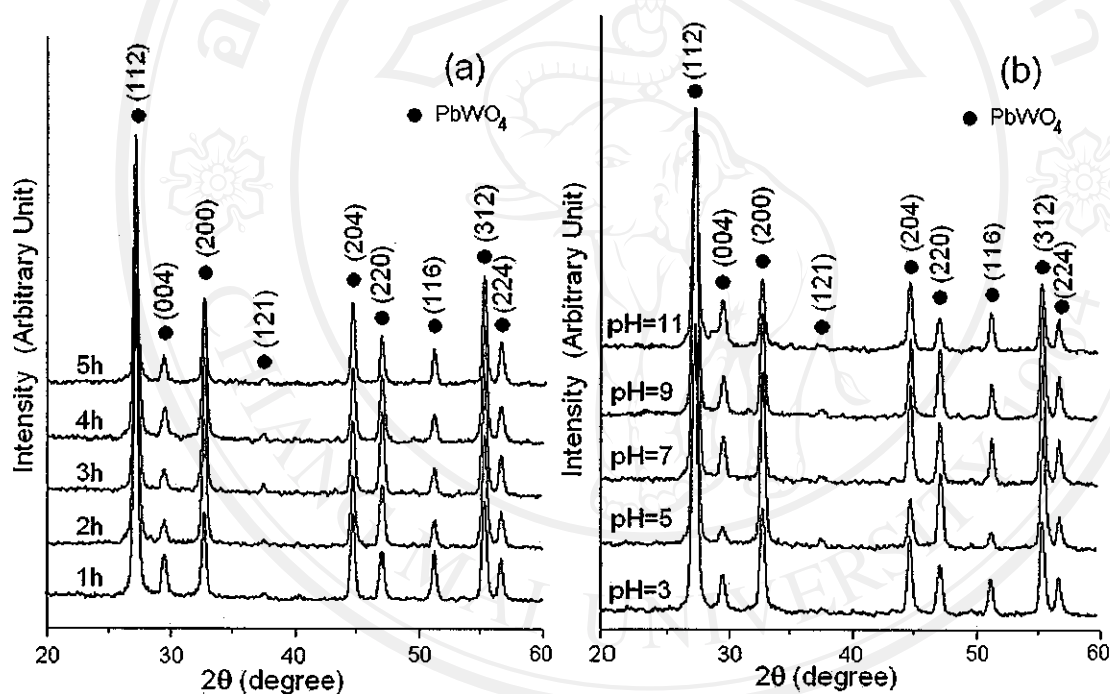 (a)
● PbWO₄
(112)
(004)
(200)
(121)
(204)
(220)
(116)
(312)
(224)
5h
4h
3h
2h
1h
Intensity (Arbitrary Unit)
20 30 40 50 60
2θ (degree)
(b)
● PbWO₄
(112)
(004)
(200)
(121)
(204)
(220)
(116)
(312)
(224)
pH=11
pH=9
pH=7
pH=5
pH=3
Intensity (Arbitrary Unit)
20 30 40 50 60
2θ (degree)